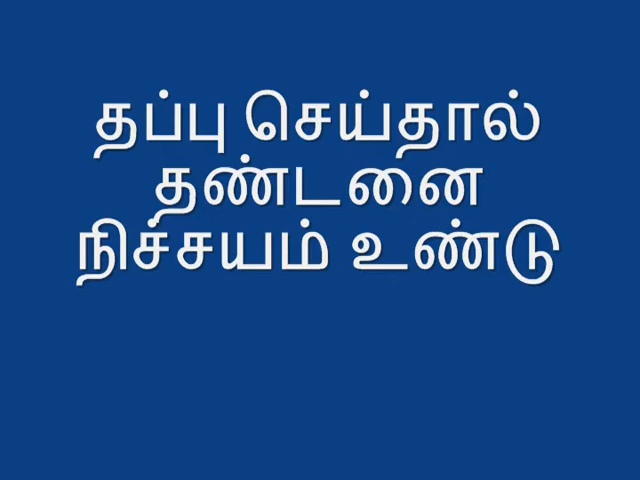 தப்பு செய்தால்
தண்டனை
நிச்சயம் உண்டு